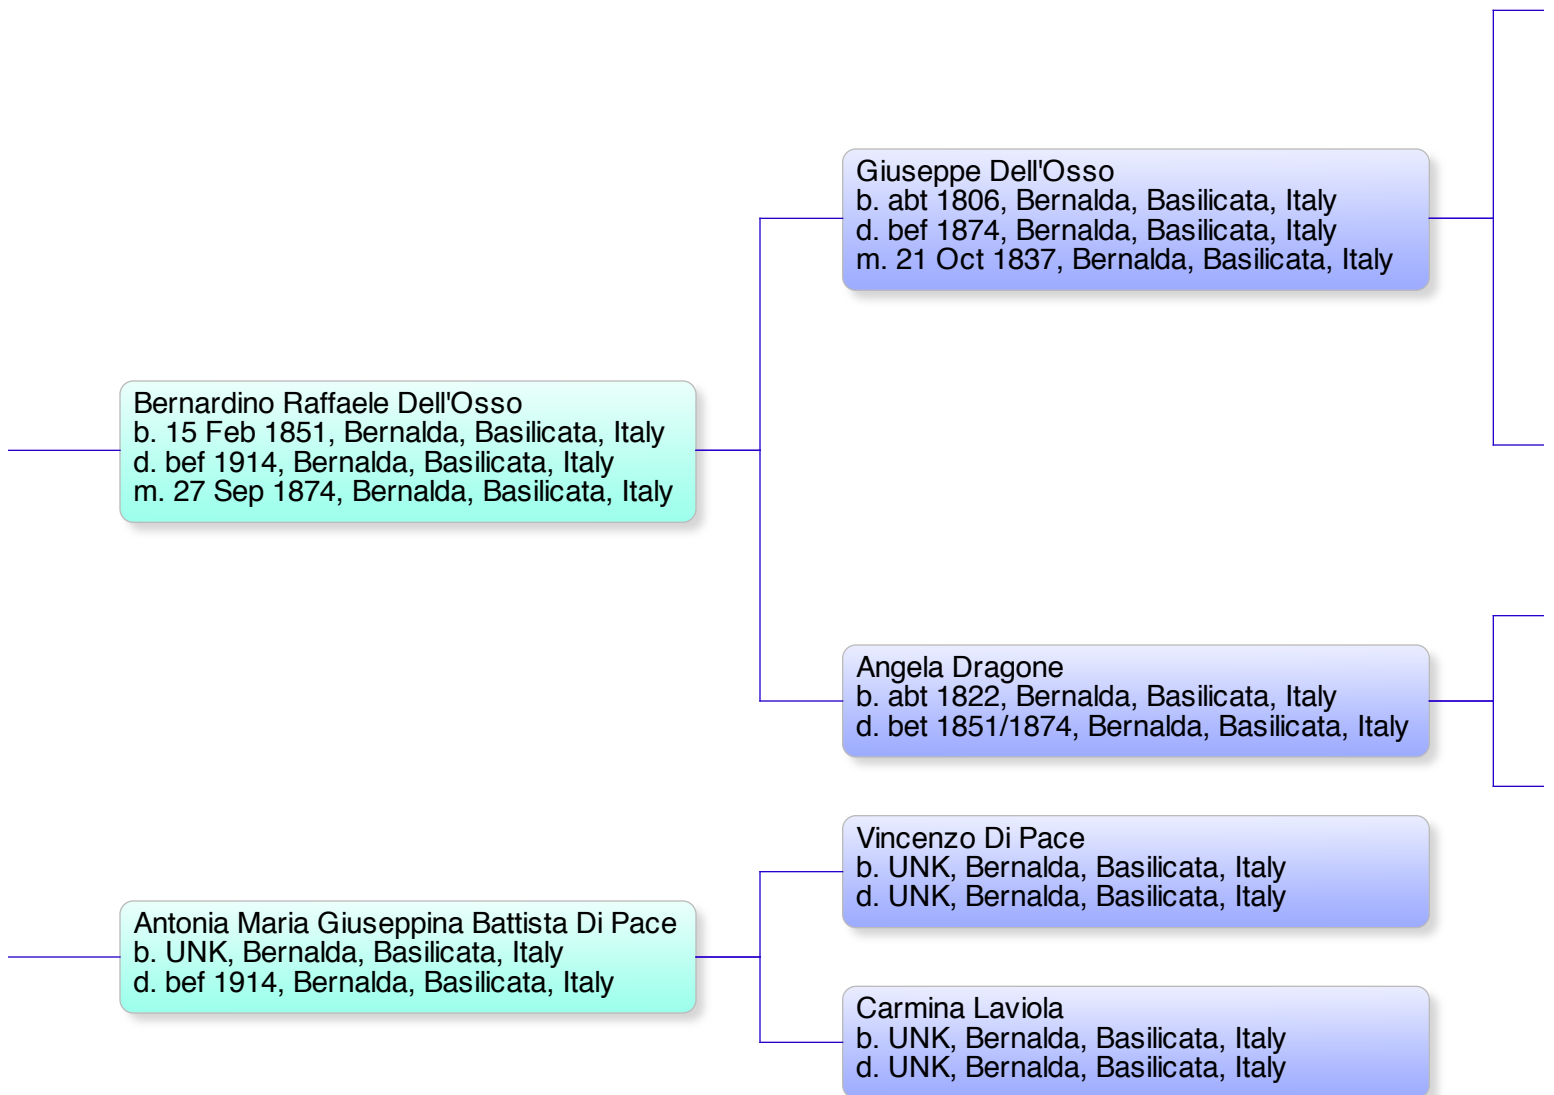 Giuseppe Dell'Osso
b. abt 1806, Bernalda, Basilicata, Italy
d. bef 1874, Bernalda, Basilicata, Italy
m. 21 Oct 1837, Bernalda, Basilicata, Italy
Bernardino Raffaele Dell'Osso
b. 15 Feb 1851, Bernalda, Basilicata, Italy
d. bef 1914, Bernalda, Basilicata, Italy
m. 27 Sep 1874, Bernalda, Basilicata, Italy
Angela Dragone
b. abt 1822, Bernalda, Basilicata, Italy
d. bet 1851/1874, Bernalda, Basilicata, Italy
Vincenzo Di Pace
b. UNK, Bernalda, Basilicata, Italy
d. UNK, Bernalda, Basilicata, Italy
Antonia Maria Giuseppina Battista Di Pace
b. UNK, Bernalda, Basilicata, Italy
d. bef 1914, Bernalda, Basilicata, Italy
Carmina Laviola
b. UNK, Bernalda, Basilicata, Italy
d. UNK, Bernalda, Basilicata, Italy